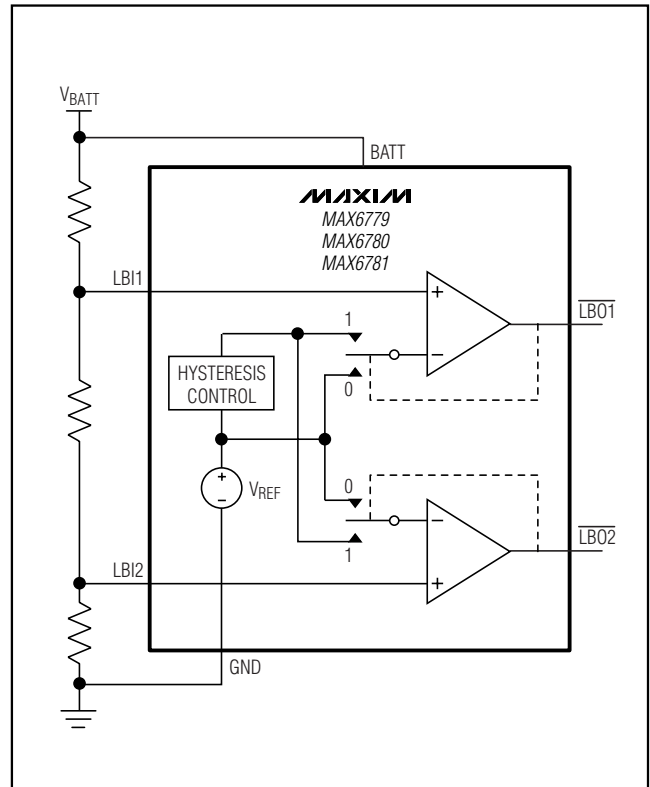 VBATT
BATT
MAXIM
MAX6779
MAX6780
MAX6781
LBI1
+
LBO1
1
−
HYSTERESIS
CONTROL
0
+
−
VREF
0
−
LBO2
1
LBI2
+
GND